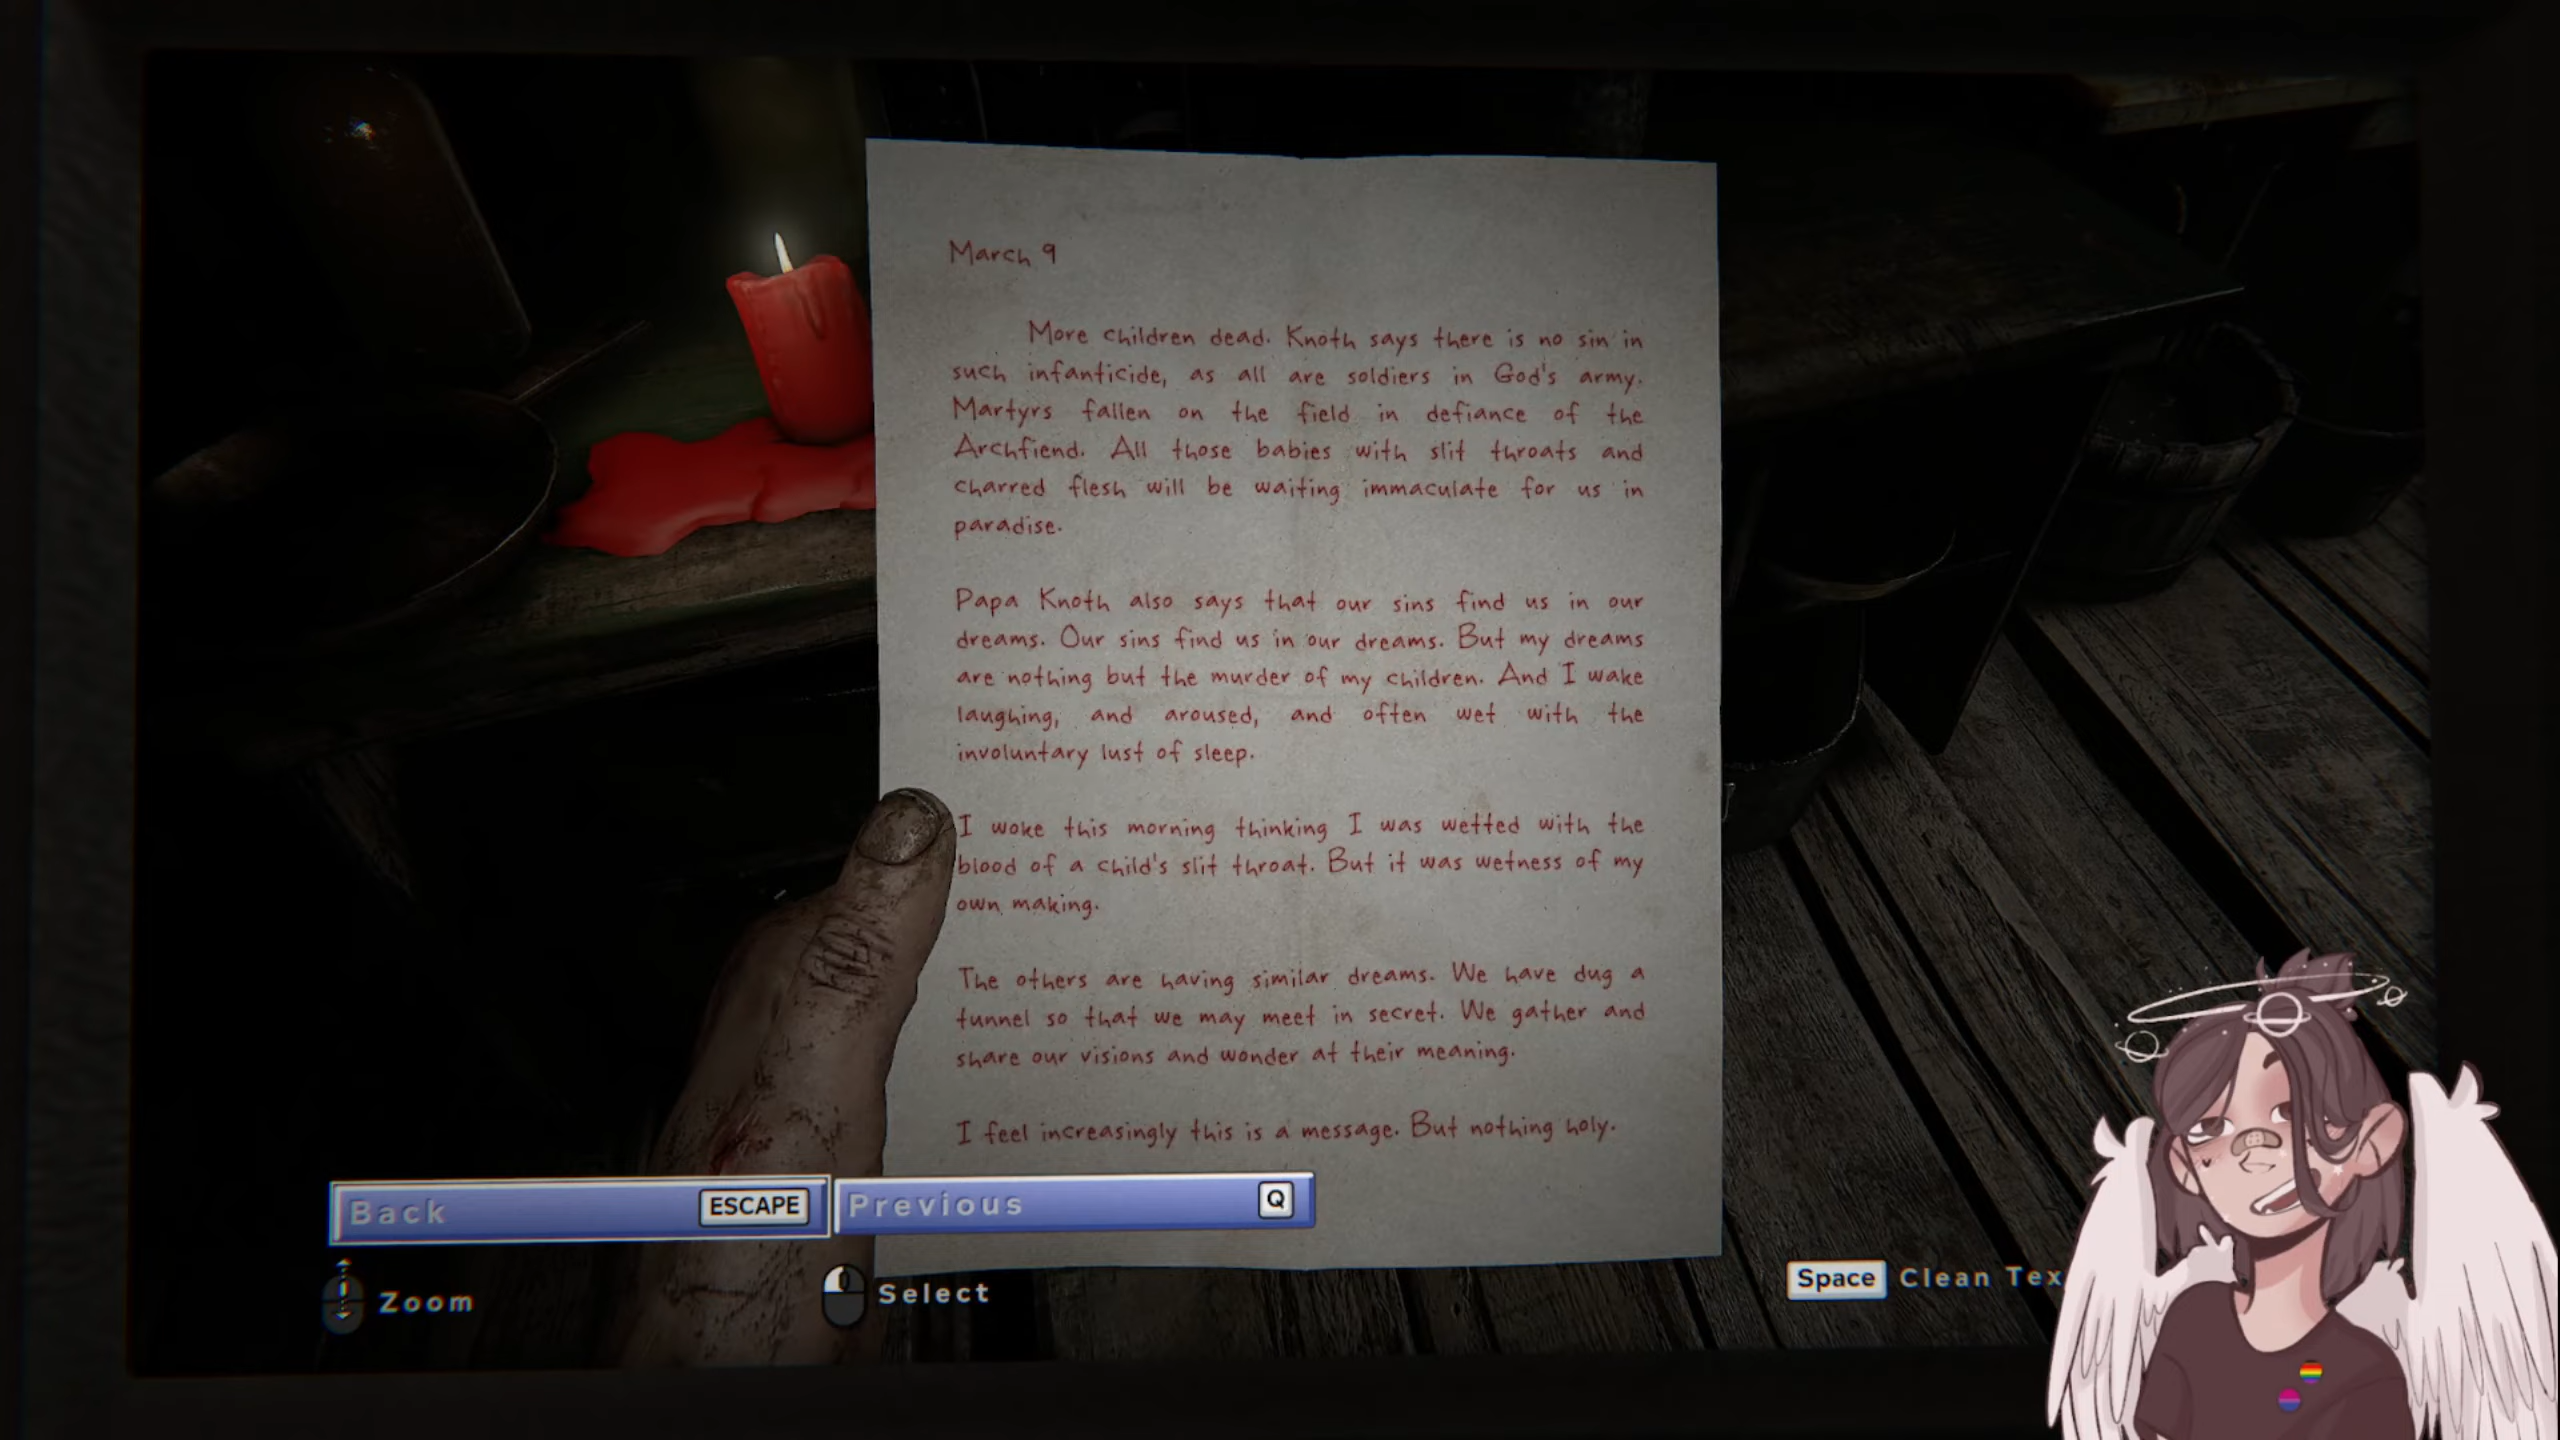 March 9
More children dead. Knoth says there is no sin in
such infanticide, as all are soldiers in God's army.
Martyrs fallen on the field in defiance of the
Archfiend. All those babies with slit throats and
charred flesh will be waiting immaculate for us in
paradise.
Papa Knoth also says that our sins find us in our
dreams. Our sins find us in our dreams. But my dreams
are nothing but the murder of my children. And I wake
laughing, and aroused, and often wet with the
involuntary lust of sleep.
I woke this morning thinking I was wetted with the
blood of a child's slit throat. But it was wetness of my
own making.
The others are having similar dreams. We have dug a
tunnel so that we may meet in secret. We gather and
share our visions and wonder at their meaning.
I feel increasingly this is a message. But nothing holy.
Back ESCAPE
Previous Q
Zoom
Select
Space Clean Tex